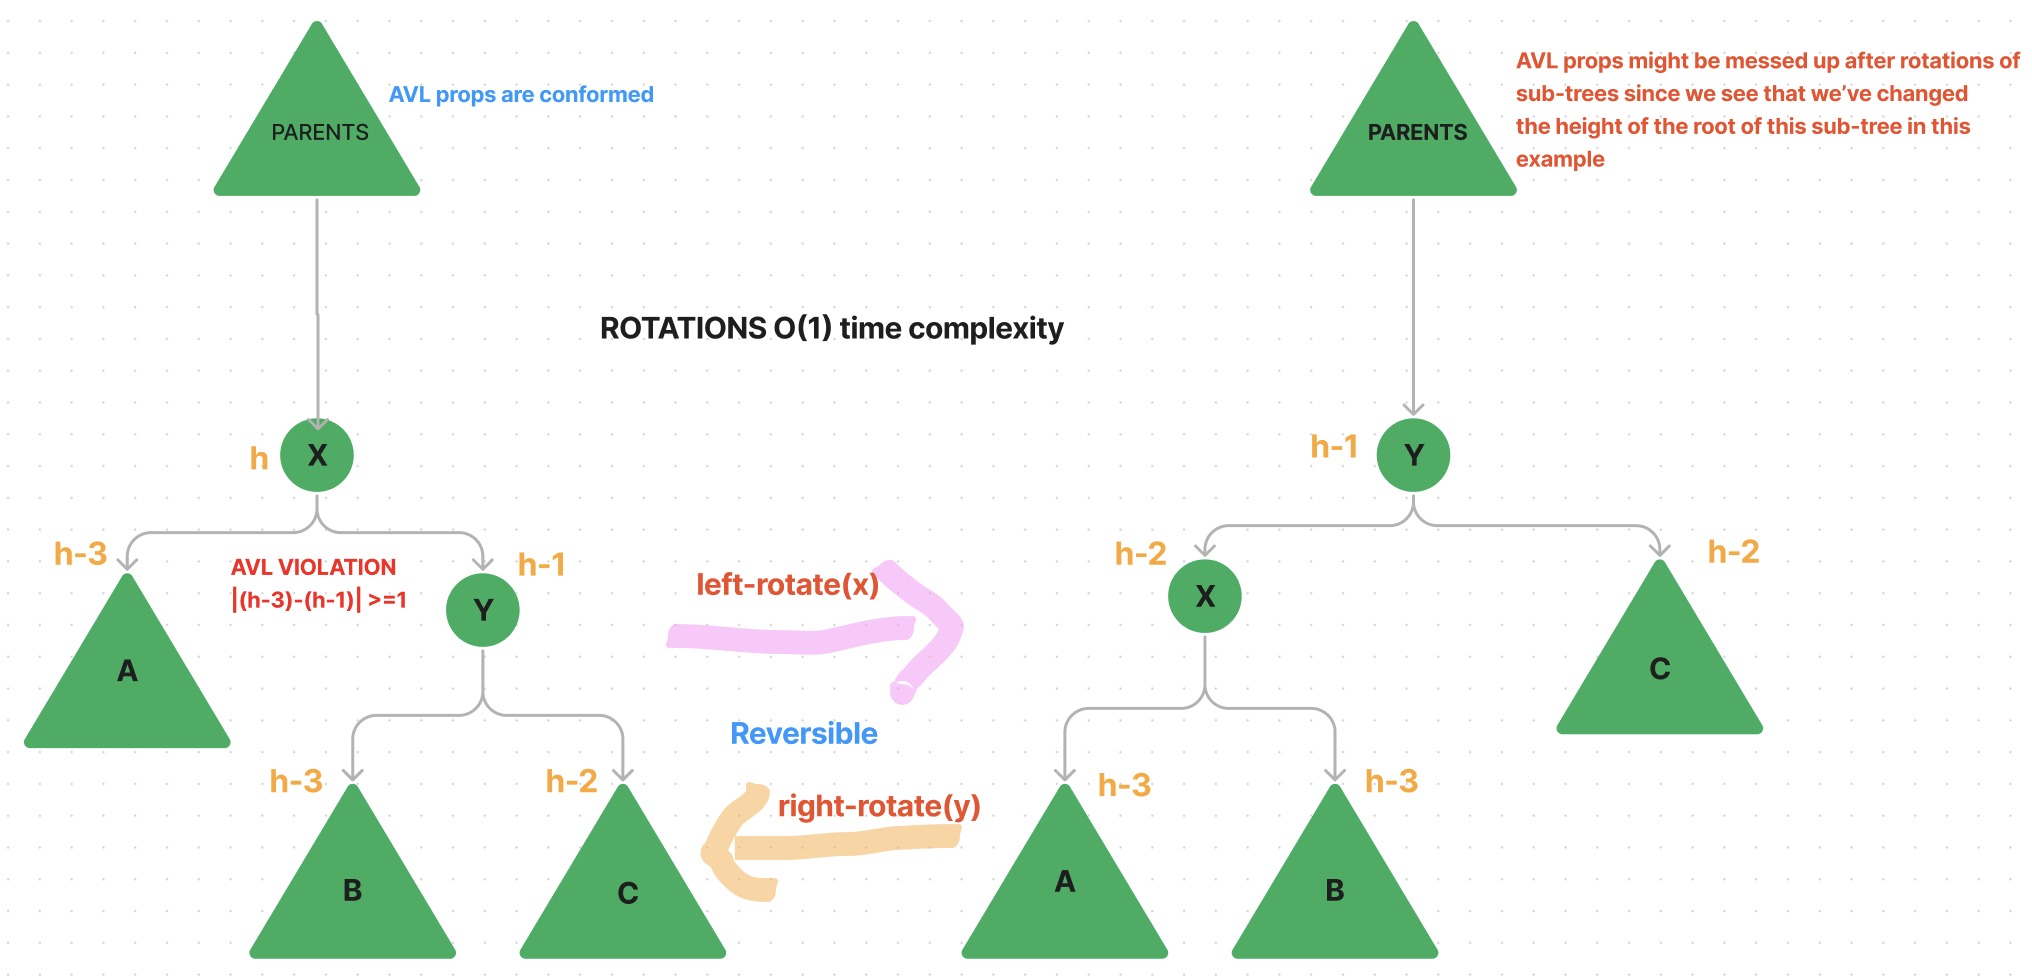 AVL props are conformed
PARENTS
AVL props might be messed up after rotations of
sub-trees since we see that we've changed
the height of the root of this sub-tree in this
example
PARENTS
ROTATIONS O(1) time complexity
h
X
h-1
Y
h-3
AVL VIOLATION
|(h-3)-(h-1)| >=1
h-1
Y
A
left-rotate(x)
h-2
X
h-2
C
Reversible
h-3
B
h-2
C
right-rotate(y)
h-3
A
h-3
B